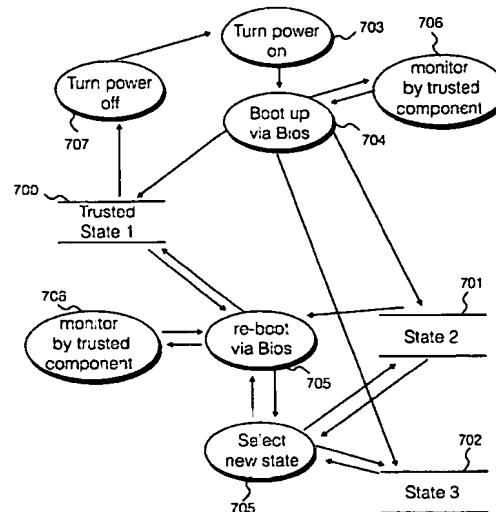 Turn power
on
703
706
monitor
by trusted
component
Turn power
off
707
Boot up
via Bios
704
700
Trusted
State 1
701
State 2
706
monitor
by trusted
component
re-boot
via Bios
705
Select
new state
705
702
State 3